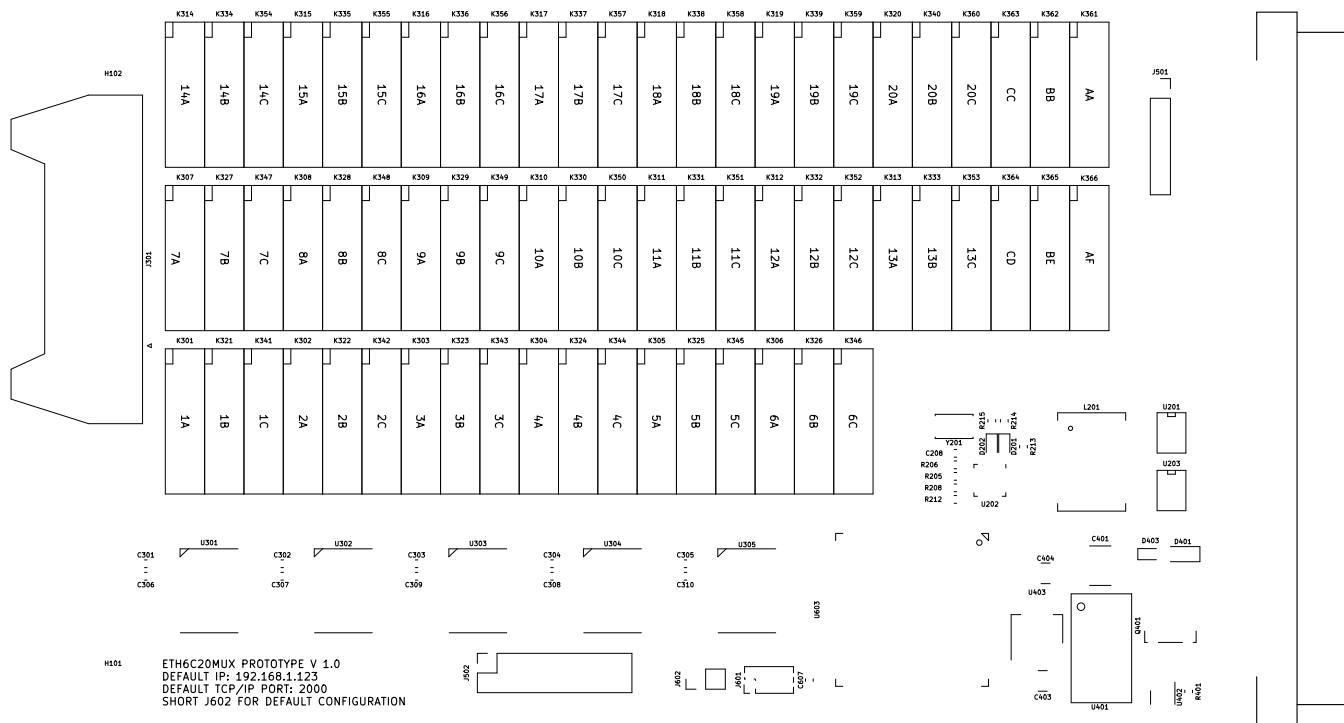 K314 K334 K354 K315 K335 K355 K316 K336 K356 K317 K337 K357 K318 K338 K358 K319 K339 K359 K320 K340 K360 K363 K362 K361
H102
J501
14A 14B 14C 15A 15B 15C 16A 16B 16C 17A 17B 17C 18A 18B 18C 19A 19B 19C 20A 20B 20C CC BB AA
K307 K327 K347 K308 K328 K348 K309 K329 K349 K310 K330 K350 K311 K331 K351 K312 K332 K352 K313 K333 K353 K364 K365 K366
J301
7A 7B 7C 8A 8B 8C 9A 9B 9C 10A 10B 10C 11A 11B 11C 12A 12B 12C 13A 13B 13C CD BE AF
K301 K321 K341 K302 K322 K342 K303 K323 K343 K304 K324 K344 K305 K325 K345 K306 K326 K346
1A 1B 1C 2A 2B 2C 3A 3B 3C 4A 4B 4C 5A 5B 5C 6A 6B 6C
R215 R214 L201 U201
Y201 D202 D201 R213
C208
R206
R205
R208
R212
U202
U203
C301 U301 C302 U302 C303 U303 C304 U304 C305 U305
C401 D403 D401
C404
C306 C307 C309 C308 C310
U403
U603
Q401
H101
ETH6C20MUX PROTOTYPE V 1.0
DEFAULT IP: 192.168.1.123
DEFAULT TCP/IP PORT: 2000
SHORT J602 FOR DEFAULT CONFIGURATION
J502 J602 J601 C607
C403 U401 U402 R401